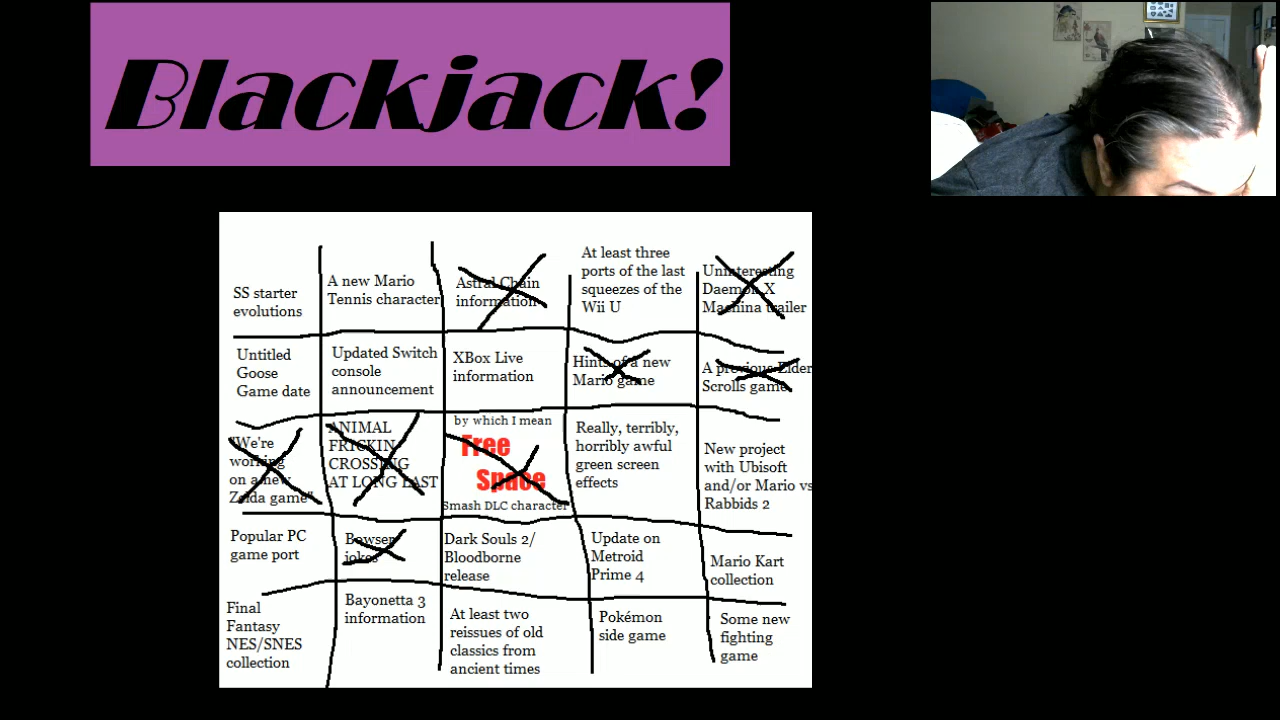 Blackjack!
SS starter
evolutions
A new Mario
Tennis character
Astral Chain
information
At least three
ports of the last
squeezes of the
Wii U
Uninteresting
Daemon X
Machina trailer
Untitled
Goose
Game date
Updated Switch
console
announcement
XBox Live
information
Hints of a new
Mario game
A previous Elder
Scrolls game
"We're
working
on a new
Zelda game"
ANIMAL
FRICKIN
CROSSING
AT LONG LAST
by which I mean
Free
Space
Smash DLC character
Really, terribly,
horribly awful
green screen
effects
New project
with Ubisoft
and/or Mario vs
Rabbids 2
Popular PC
game port
Bowser
jokes
Dark Souls 2/
Bloodborne
release
Update on
Metroid
Prime 4
Mario Kart
collection
Final
Fantasy
NES/SNES
collection
Bayonetta 3
information
At least two
reissues of old
classics from
ancient times
Pokémon
side game
Some new
fighting
game